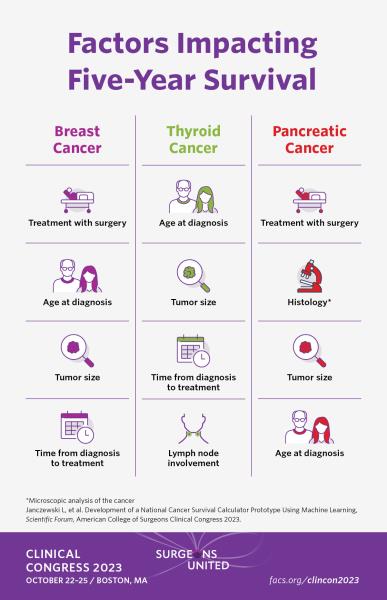 Factors Impacting
Five-Year Survival
Breast
Cancer
Treatment with surgery
Age at diagnosis
Tumor size
Time from diagnosis
to treatment
Thyroid
Cancer
Age at diagnosis
Tumor size
Time from diagnosis
to treatment
Lymph node
involvement
Pancreatic
Cancer
Treatment with surgery
Histology*
Tumor size
Age at diagnosis
*Microscopic analysis of the cancer
Janczewski L, et al. Development of a National Cancer Survival Calculator Prototype Using Machine Learning,
Scientific Forum, American College of Surgeons Clinical Congress 2023.
CLINICAL
CONGRESS 2023
OCTOBER 22–25 / BOSTON, MA
SURGEONS
UNITED
facs.org/clincon2023